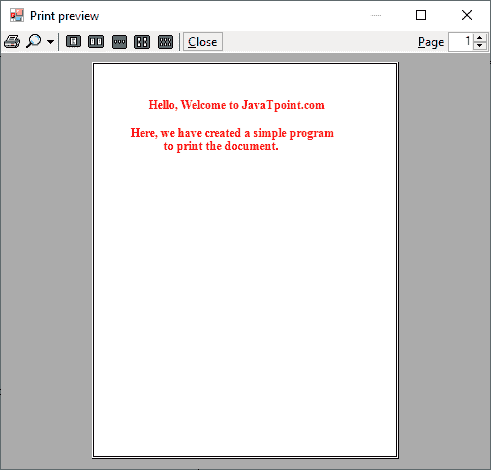 Print preview
Close
Page 1
Hello, Welcome to JavaTpoint.com
Here, we have created a simple program
to print the document.